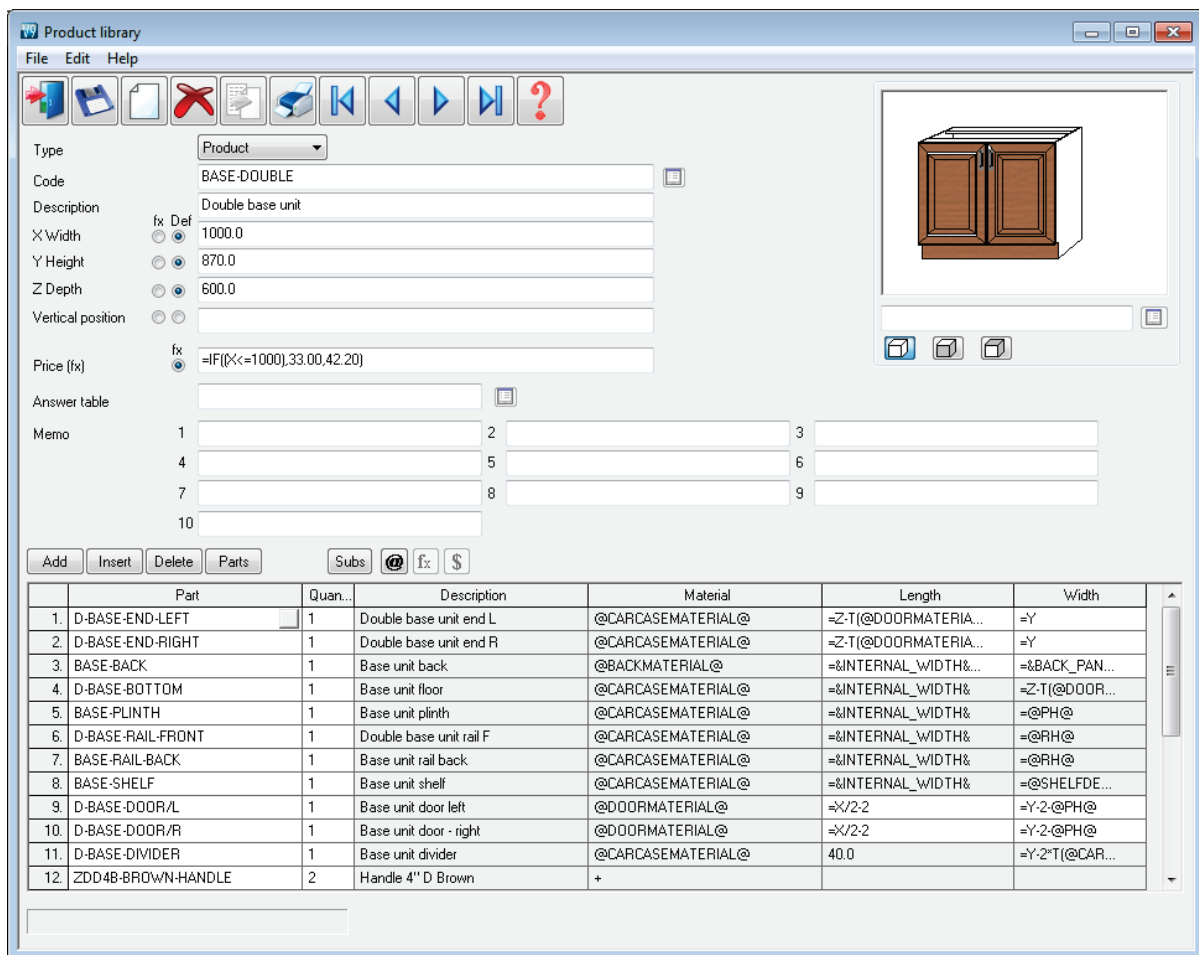 Product library
File Edit Help
Type Product
Code BASE-DOUBLE
Description Double base unit
fx Def
X Width 1000.0
Y Height 870.0
Z Depth 600.0
Vertical position
fx
Price (fx) =IF((X<=1000),33.00,42.20)
Answer table
Memo 1 2 3
4 5 6
7 8 9
10
Add Insert Delete Parts Subs @ fx $
Part Quan... Description Material Length Width
1. D-BASE-END-LEFT 1 Double base unit end L @CARCASEMATERIAL@ =Z-T(@DOORMATERIA... =Y
2. D-BASE-END-RIGHT 1 Double base unit end R @CARCASEMATERIAL@ =Z-T(@DOORMATERIA... =Y
3. BASE-BACK 1 Base unit back @BACKMATERIAL@ =&INTERNAL_WIDTH&... =&BACK_PAN...
4. D-BASE-BOTTOM 1 Base unit floor @CARCASEMATERIAL@ =&INTERNAL_WIDTH& =Z-T(@DOOR...
5. BASE-PLINTH 1 Base unit plinth @CARCASEMATERIAL@ =&INTERNAL_WIDTH& =@PH@
6. D-BASE-RAIL-FRONT 1 Double base unit rail F @CARCASEMATERIAL@ =&INTERNAL_WIDTH& =@RH@
7. BASE-RAIL-BACK 1 Base unit rail back @CARCASEMATERIAL@ =&INTERNAL_WIDTH& =@RH@
8. BASE-SHELF 1 Base unit shelf @CARCASEMATERIAL@ =&INTERNAL_WIDTH& =@SHELFDE...
9. D-BASE-DOOR/L 1 Base unit door left @DOORMATERIAL@ =X/2-2 =Y-2-@PH@
10. D-BASE-DOOR/R 1 Base unit door - right @DOORMATERIAL@ =X/2-2 =Y-2-@PH@
11. D-BASE-DIVIDER 1 Base unit divider @CARCASEMATERIAL@ 40.0 =Y-2*T(@CAR...
12. ZDD4B-BROWN-HANDLE 2 Handle 4" D Brown +